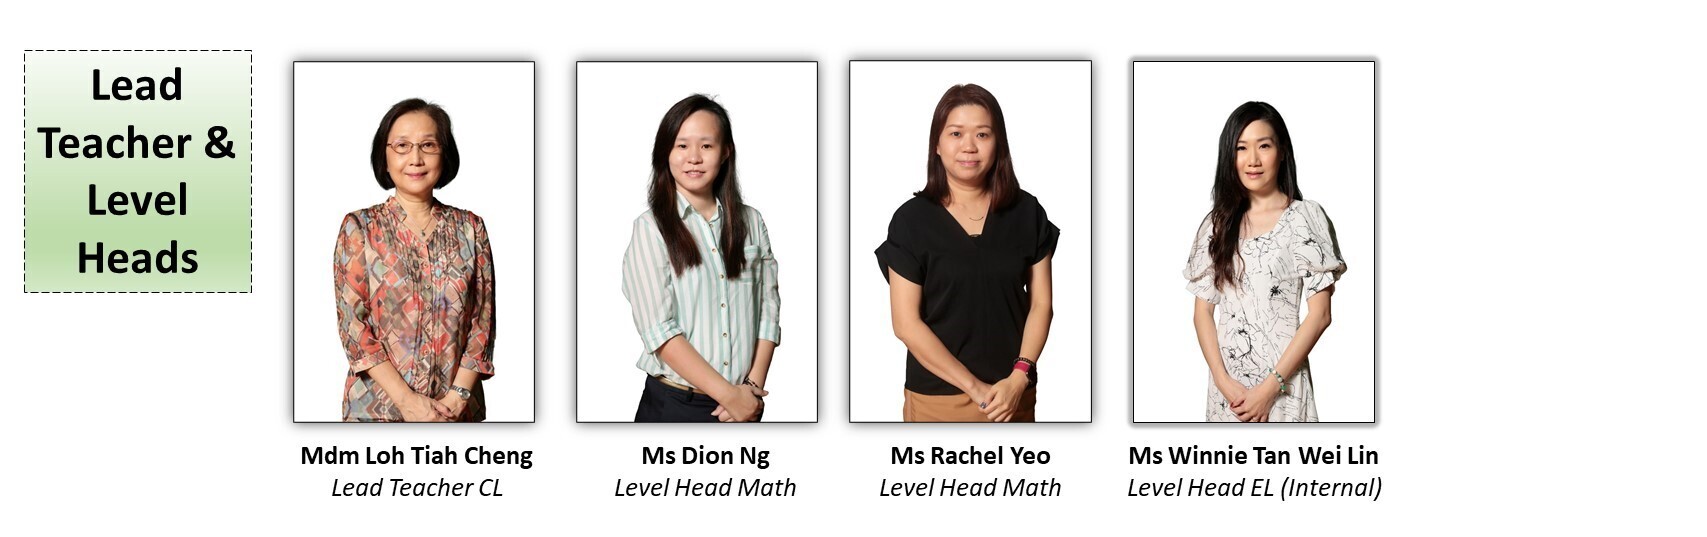 Lead
Teacher &
Level
Heads
Mdm Loh Tiah Cheng
Lead Teacher CL
Ms Dion Ng
Level Head Math
Ms Rachel Yeo
Level Head Math
Ms Winnie Tan Wei Lin
Level Head EL (Internal)